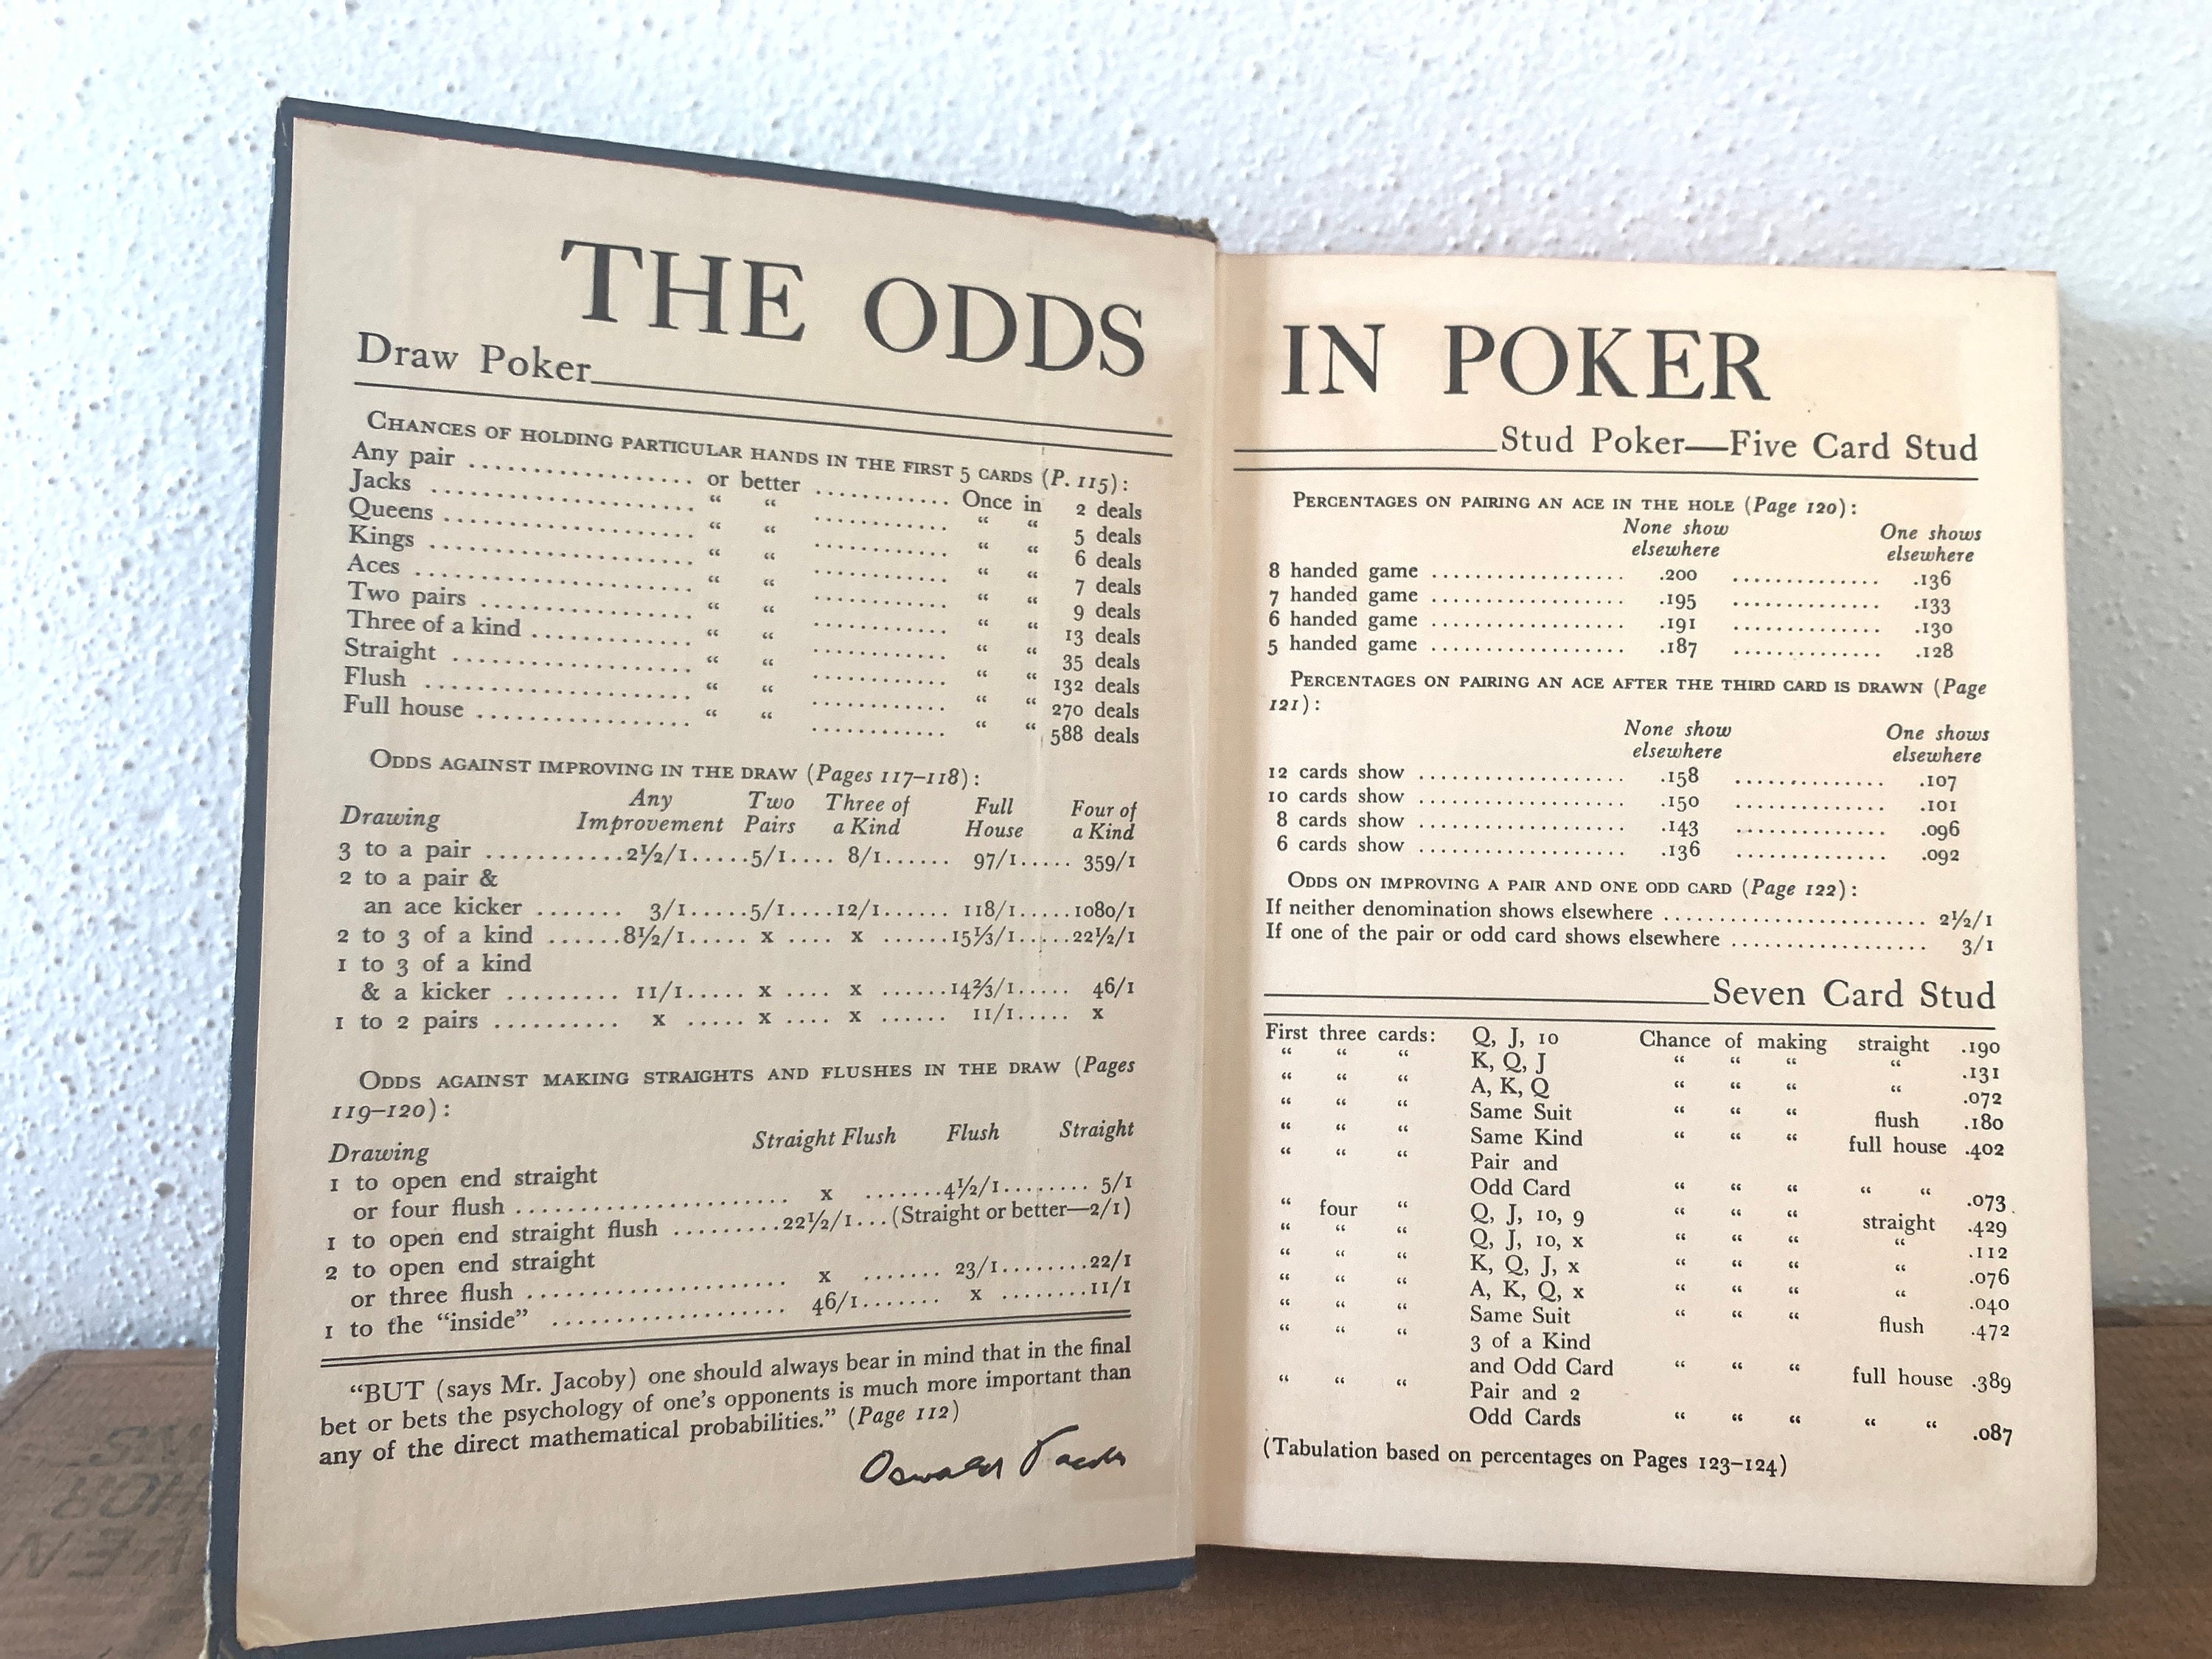 THE ODDS
Draw Poker
CHANCES OF HOLDING PARTICULAR HANDS IN THE FIRST 5 CARDS (P. 115):
Any pair ................ or better .......... Once in 2 deals
Jacks .................... “ “ .......... “ “ 5 deals
Queens .................... “ “ .......... “ “ 6 deals
Kings .................... “ “ .......... “ “ 7 deals
Aces .................... “ “ .......... “ “ 9 deals
Two pairs ................ “ “ .......... “ “ 13 deals
Three of a kind ............ “ “ .......... “ “ 35 deals
Straight .................. “ “ .......... “ “ 132 deals
Flush .................... “ “ .......... “ “ 270 deals
Full house ................ “ “ .......... “ “ 588 deals
ODDS AGAINST IMPROVING IN THE DRAW (Pages 117–118):
Any Two Three of Full Four of
Drawing Improvement Pairs a Kind House a Kind
3 to a pair ..........2½/1.....5/1.... 8/1...... 97/1..... 359/1
2 to a pair &
an ace kicker ....... 3/1.....5/1....12/1...... 118/1.....1080/1
2 to 3 of a kind ......8½/1..... x .... x ......15⅓/1.....22½/1
1 to 3 of a kind
& a kicker ......... 11/1..... x .... x ......14⅔/1..... 46/1
1 to 2 pairs .......... x ..... x .... x ...... 11/1..... x
ODDS AGAINST MAKING STRAIGHTS AND FLUSHES IN THE DRAW (Pages
119–120):
Drawing Straight Flush Flush Straight
1 to open end straight
or four flush ...................... x .......4½/1........ 5/1
1 to open end straight flush ........22½/1...(Straight or better—2/1)
2 to open end straight
or three flush ..................... x ....... 23/1........22/1
1 to the “inside” ................... 46/1....... x ........11/1
“BUT (says Mr. Jacoby) one should always bear in mind that in the final
bet or bets the psychology of one’s opponents is much more important than
any of the direct mathematical probabilities.” (Page 112)
Oswald Jacoby
IN POKER
Stud Poker—Five Card Stud
PERCENTAGES ON PAIRING AN ACE IN THE HOLE (Page 120):
None show One shows
elsewhere elsewhere
8 handed game .................. .200 ............. .136
7 handed game .................. .195 ............. .133
6 handed game .................. .191 ............. .130
5 handed game .................. .187 ............. .128
PERCENTAGES ON PAIRING AN ACE AFTER THE THIRD CARD IS DRAWN (Page
121):
None show One shows
elsewhere elsewhere
12 cards show .................. .158 ............. .107
10 cards show .................. .150 ............. .101
8 cards show .................. .143 ............. .096
6 cards show .................. .136 ............. .092
ODDS ON IMPROVING A PAIR AND ONE ODD CARD (Page 122):
If neither denomination shows elsewhere ........................ 2½/1
If one of the pair or odd card shows elsewhere .................. 3/1
Seven Card Stud
First three cards: Q, J, 10 Chance of making straight .190
“ “ “ K, Q, J “ “ “ “ .131
“ “ “ A, K, Q “ “ “ “ .072
“ “ “ Same Suit “ “ “ flush .180
“ “ “ Same Kind “ “ “ full house .402
“ “ “ Pair and
Odd Card “ “ “ “ “ .073
“ four “ Q, J, 10, 9 “ “ “ straight .429
“ “ “ Q, J, 10, x “ “ “ “ .112
“ “ “ K, Q, J, x “ “ “ “ .076
“ “ “ A, K, Q, x “ “ “ “ .040
“ “ “ Same Suit “ “ “ flush .472
“ “ “ 3 of a Kind
and Odd Card “ “ “ full house .389
“ “ “ Pair and 2
Odd Cards “ “ “ “ “ .087
(Tabulation based on percentages on Pages 123–124)